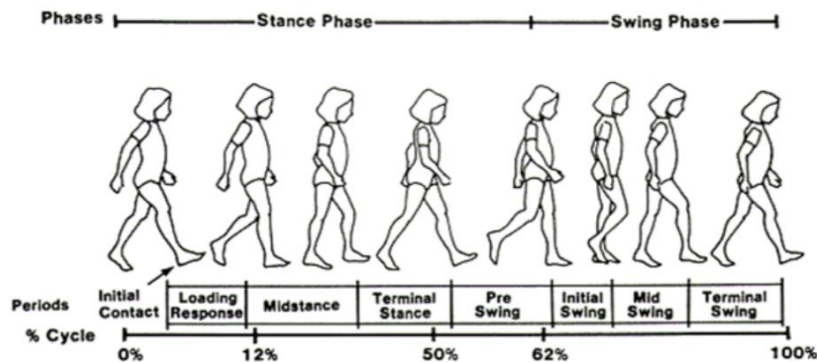 Phases Stance Phase Swing Phase
Periods Initial Contact Loading Response Midstance Terminal Stance Pre Swing Initial Swing Mid Swing Terminal Swing
% Cycle
0% 12% 50% 62% 100%